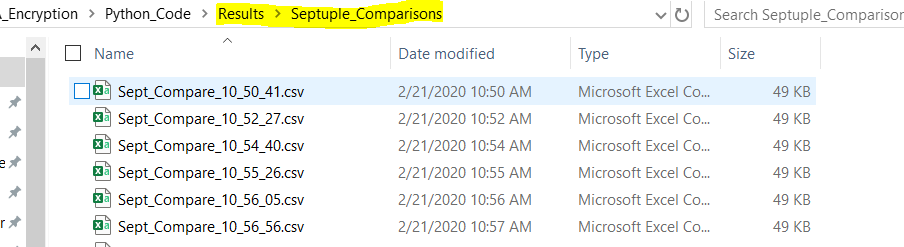 _Encryption > Python_Code > Results > Septuple_Comparisons Search Septuple_Comparison
Name Date modified Type Size
Sept_Compare_10_50_41.csv 2/21/2020 10:50 AM Microsoft Excel Co... 49 KB
Sept_Compare_10_52_27.csv 2/21/2020 10:52 AM Microsoft Excel Co... 49 KB
Sept_Compare_10_54_40.csv 2/21/2020 10:54 AM Microsoft Excel Co... 49 KB
Sept_Compare_10_55_26.csv 2/21/2020 10:55 AM Microsoft Excel Co... 49 KB
Sept_Compare_10_56_05.csv 2/21/2020 10:56 AM Microsoft Excel Co... 49 KB
Sept_Compare_10_56_56.csv 2/21/2020 10:57 AM Microsoft Excel Co... 49 KB